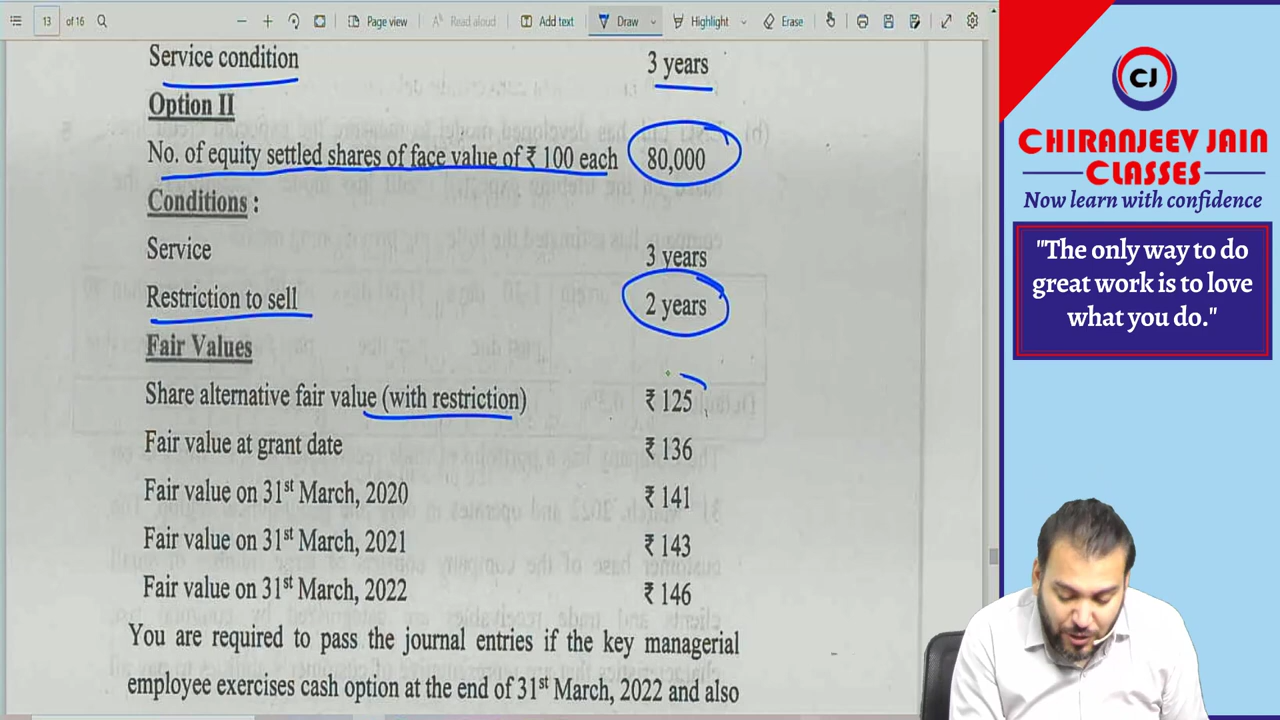 13 of 16 Page view Read aloud Add text Draw Highlight Erase
Service condition 3 years
Option II
No. of equity settled shares of face value of ₹ 100 each 80,000
Conditions :
Service 3 years
Restriction to sell 2 years
Fair Values
Share alternative fair value (with restriction) ₹ 125
Fair value at grant date ₹ 136
Fair value on 31st March, 2020 ₹ 141
Fair value on 31st March, 2021 ₹ 143
Fair value on 31st March, 2022 ₹ 146
You are required to pass the journal entries if the key managerial
employee exercises cash option at the end of 31st March, 2022 and also
CJ
CHIRANJEEV JAIN
CLASSES
Now learn with confidence
"The only way to do
great work is to love
what you do."